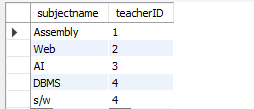 subjectname teacherID
Assembly 1
Web 2
AI 3
DBMS 4
s/w 4